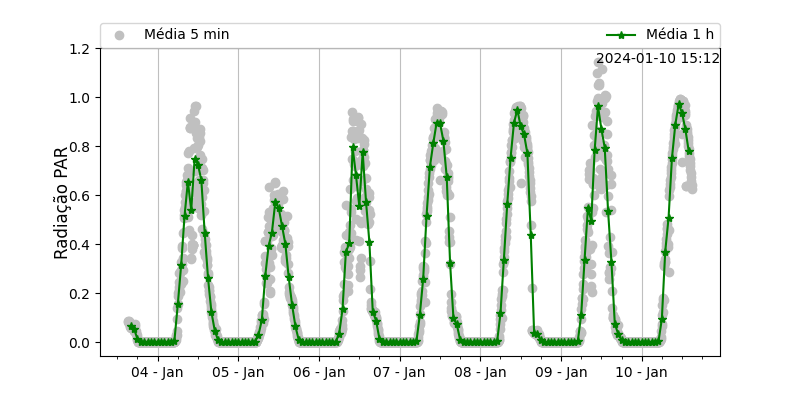 Média 5 min
Média 1 h
2024-01-10 15:12
Radiação PAR
1.2
1.0
0.8
0.6
0.4
0.2
0.0
04 - Jan
05 - Jan
06 - Jan
07 - Jan
08 - Jan
09 - Jan
10 - Jan